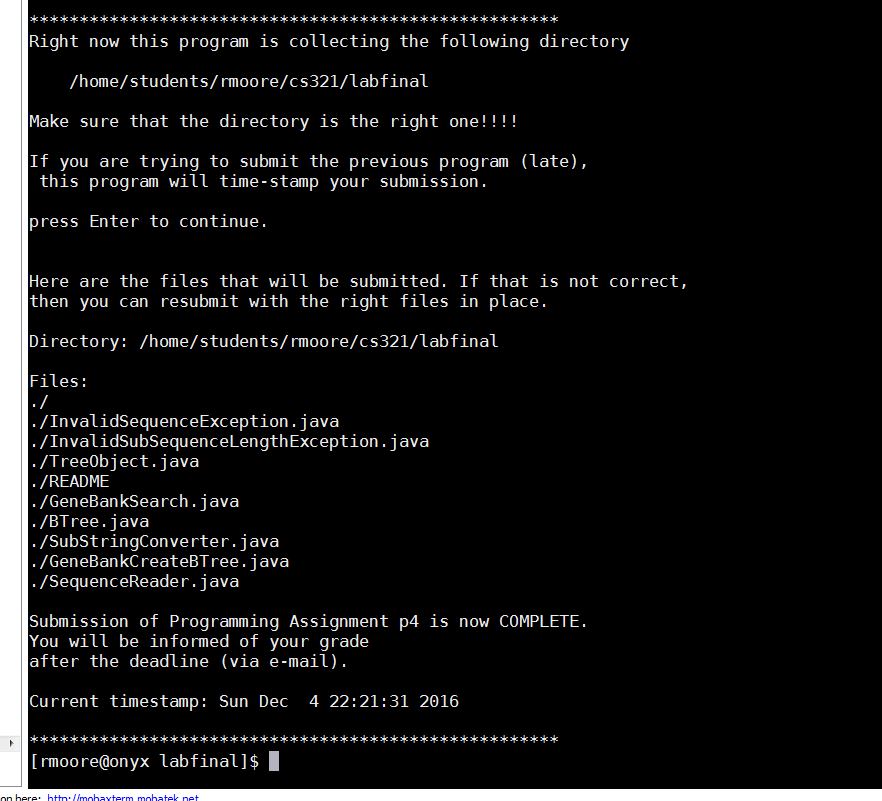 *****************************************************
Right now this program is collecting the following directory
/home/students/rmoore/cs321/labfinal
Make sure that the directory is the right one!!!!
If you are trying to submit the previous program (late),
this program will time-stamp your submission.
press Enter to continue.
Here are the files that will be submitted. If that is not correct,
then you can resubmit with the right files in place.
Directory: /home/students/rmoore/cs321/labfinal
Files:
./
./InvalidSequenceException.java
./InvalidSubSequenceLengthException.java
./TreeObject.java
./README
./GeneBankSearch.java
./BTree.java
./SubStringConverter.java
./GeneBankCreateBTree.java
./SequenceReader.java
Submission of Programming Assignment p4 is now COMPLETE.
You will be informed of your grade
after the deadline (via e-mail).
Current timestamp: Sun Dec  4 22:21:31 2016
*****************************************************
[rmoore@onyx labfinal]$
on here: http://mobaxterm.mobatek.net